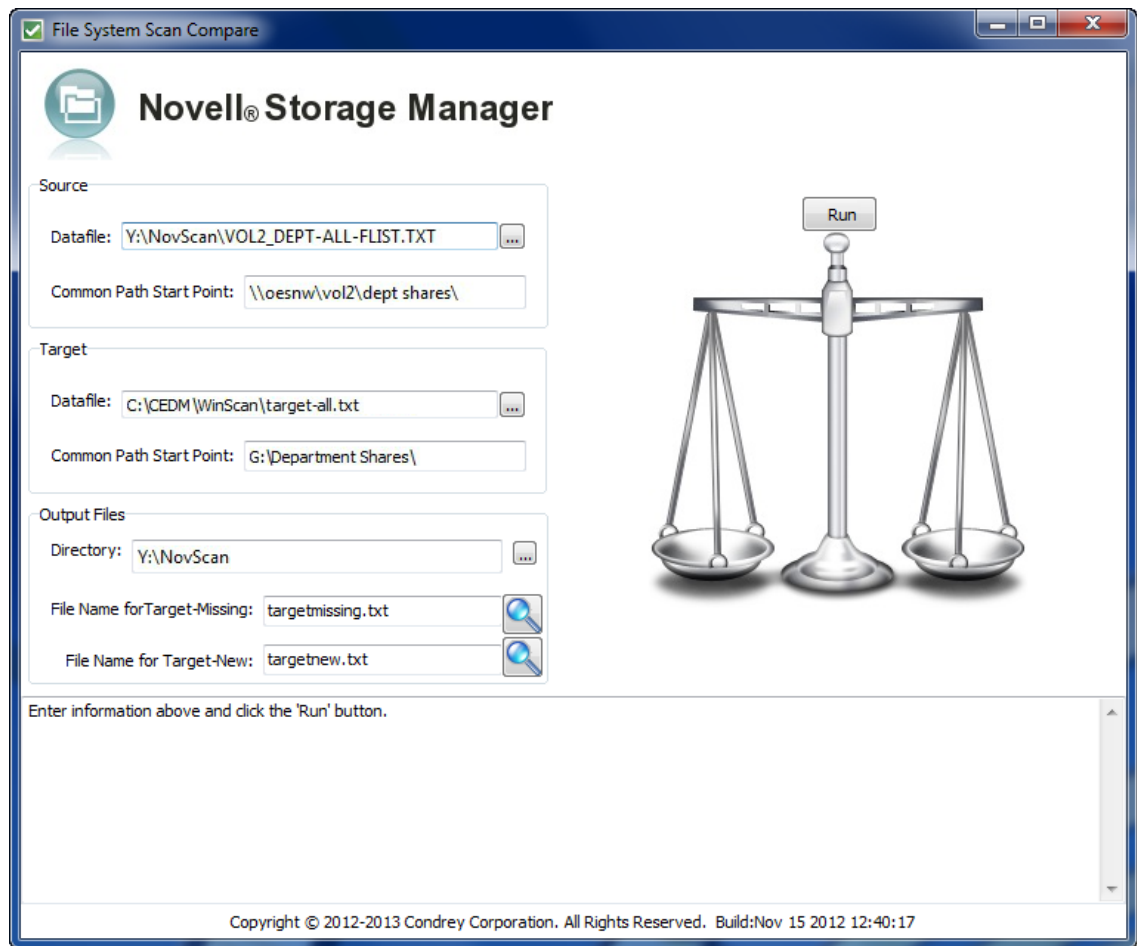 File System Scan Compare
Novell® Storage Manager
Source
Datafile: Y:\NovScan\VOL2_DEPT-ALL-FLIST.TXT ...
Common Path Start Point: \\oesnw\vol2\dept shares\
Run
Target
Datafile: C:\CEDM\WinScan\target-all.txt ...
Common Path Start Point: G:\Department Shares\
Output Files
Directory: Y:\NovScan ...
File Name forTarget-Missing: targetmissing.txt
File Name for Target-New: targetnew.txt
Enter information above and click the 'Run' button.
Copyright © 2012-2013 Condrey Corporation. All Rights Reserved. Build:Nov 15 2012 12:40:17